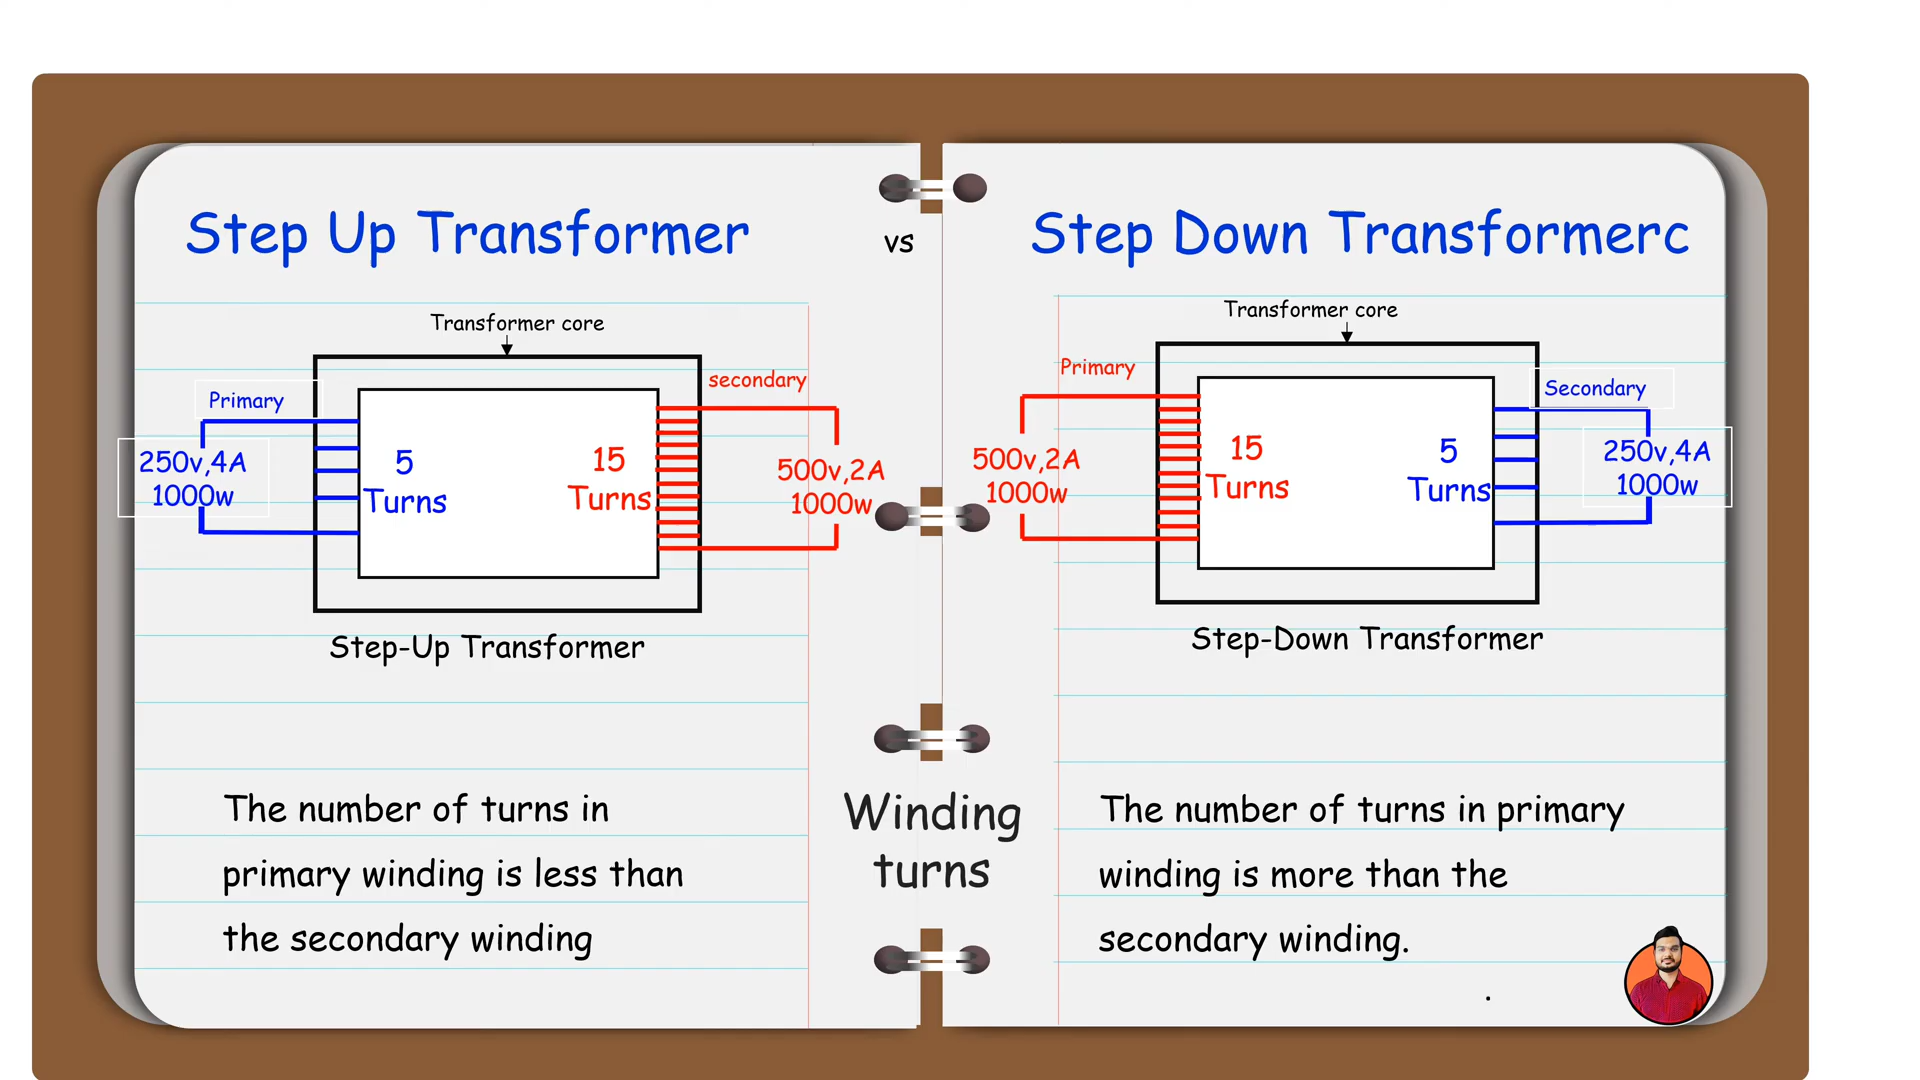 Step Up Transformer
vs
Step Down Transformerc
Transformer core
Primary
secondary
250v,4A
1000w
5
Turns
15
Turns
500v,2A
1000w
Step-Up Transformer
Transformer core
Primary
Secondary
500v,2A
1000w
15
Turns
5
Turns
250v,4A
1000w
Step-Down Transformer
The number of turns in
primary winding is less than
the secondary winding
Winding
turns
The number of turns in primary
winding is more than the
secondary winding.
.